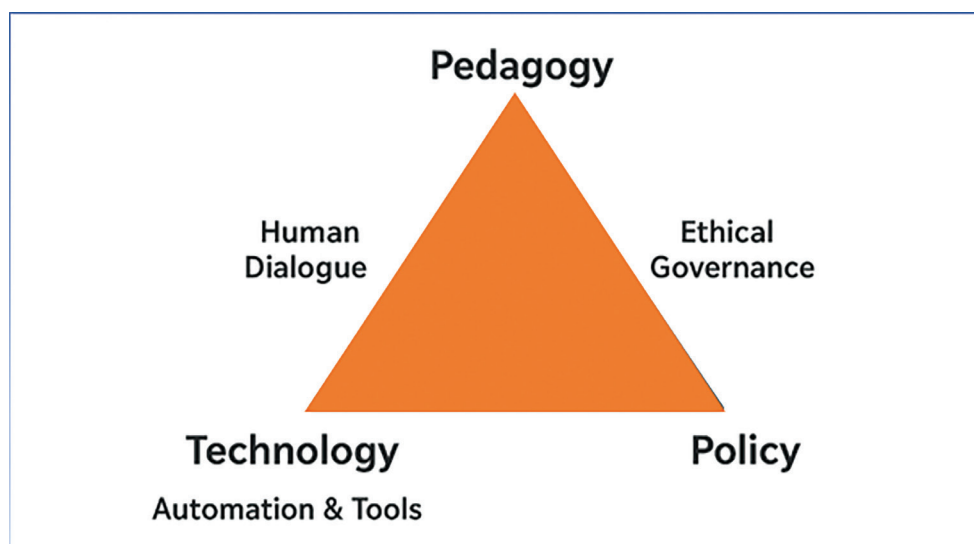 Pedagogy
Human
Dialogue
Ethical
Governance
Technology
Policy
Automation & Tools